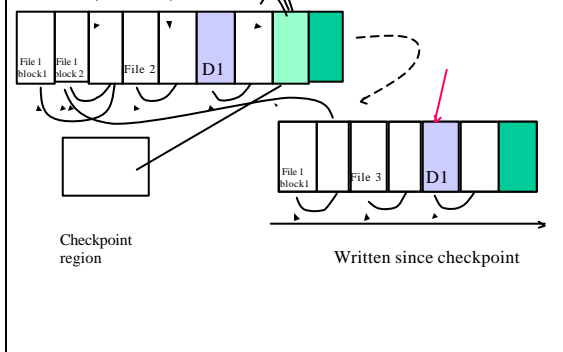 File 1
block1
File 1
block 2
File 2
D1
File 1
block1
File 3
D1
Checkpoint
region
Written since checkpoint